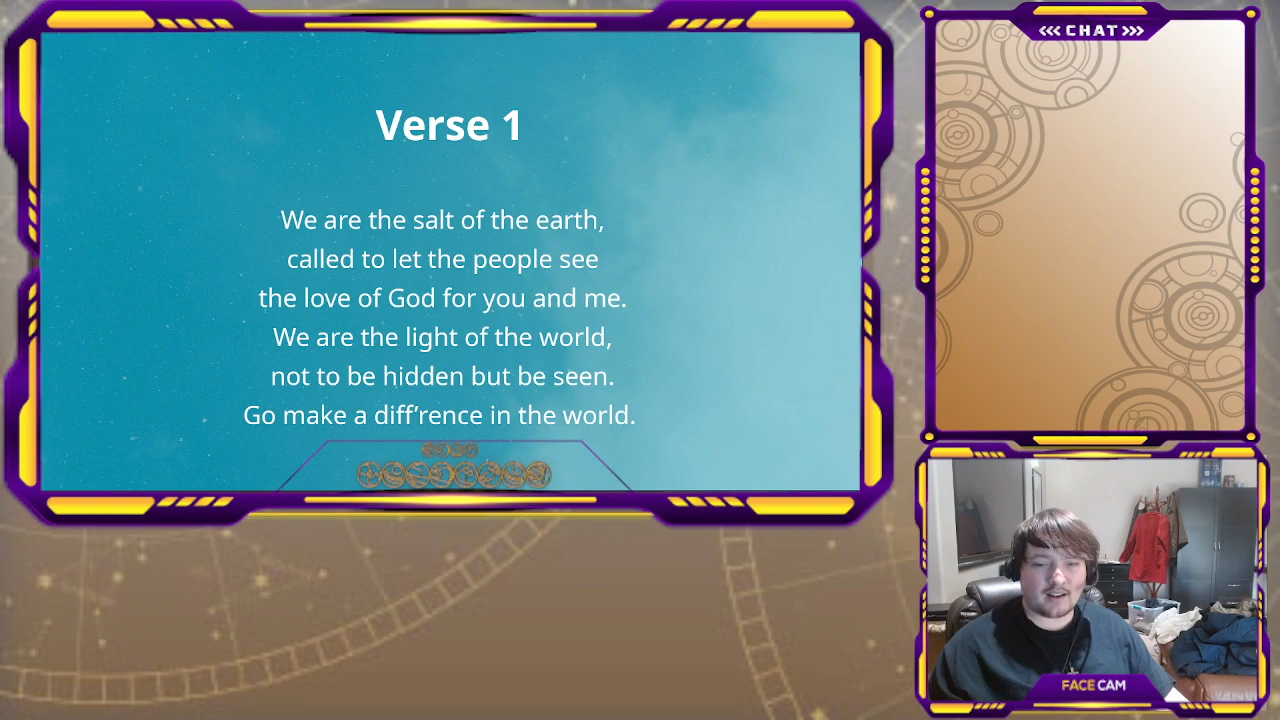 Verse 1
We are the salt of the earth,
called to let the people see
the love of God for you and me.
We are the light of the world,
not to be hidden but be seen.
Go make a diff’rence in the world.
<<< CHAT >>>
FACE CAM